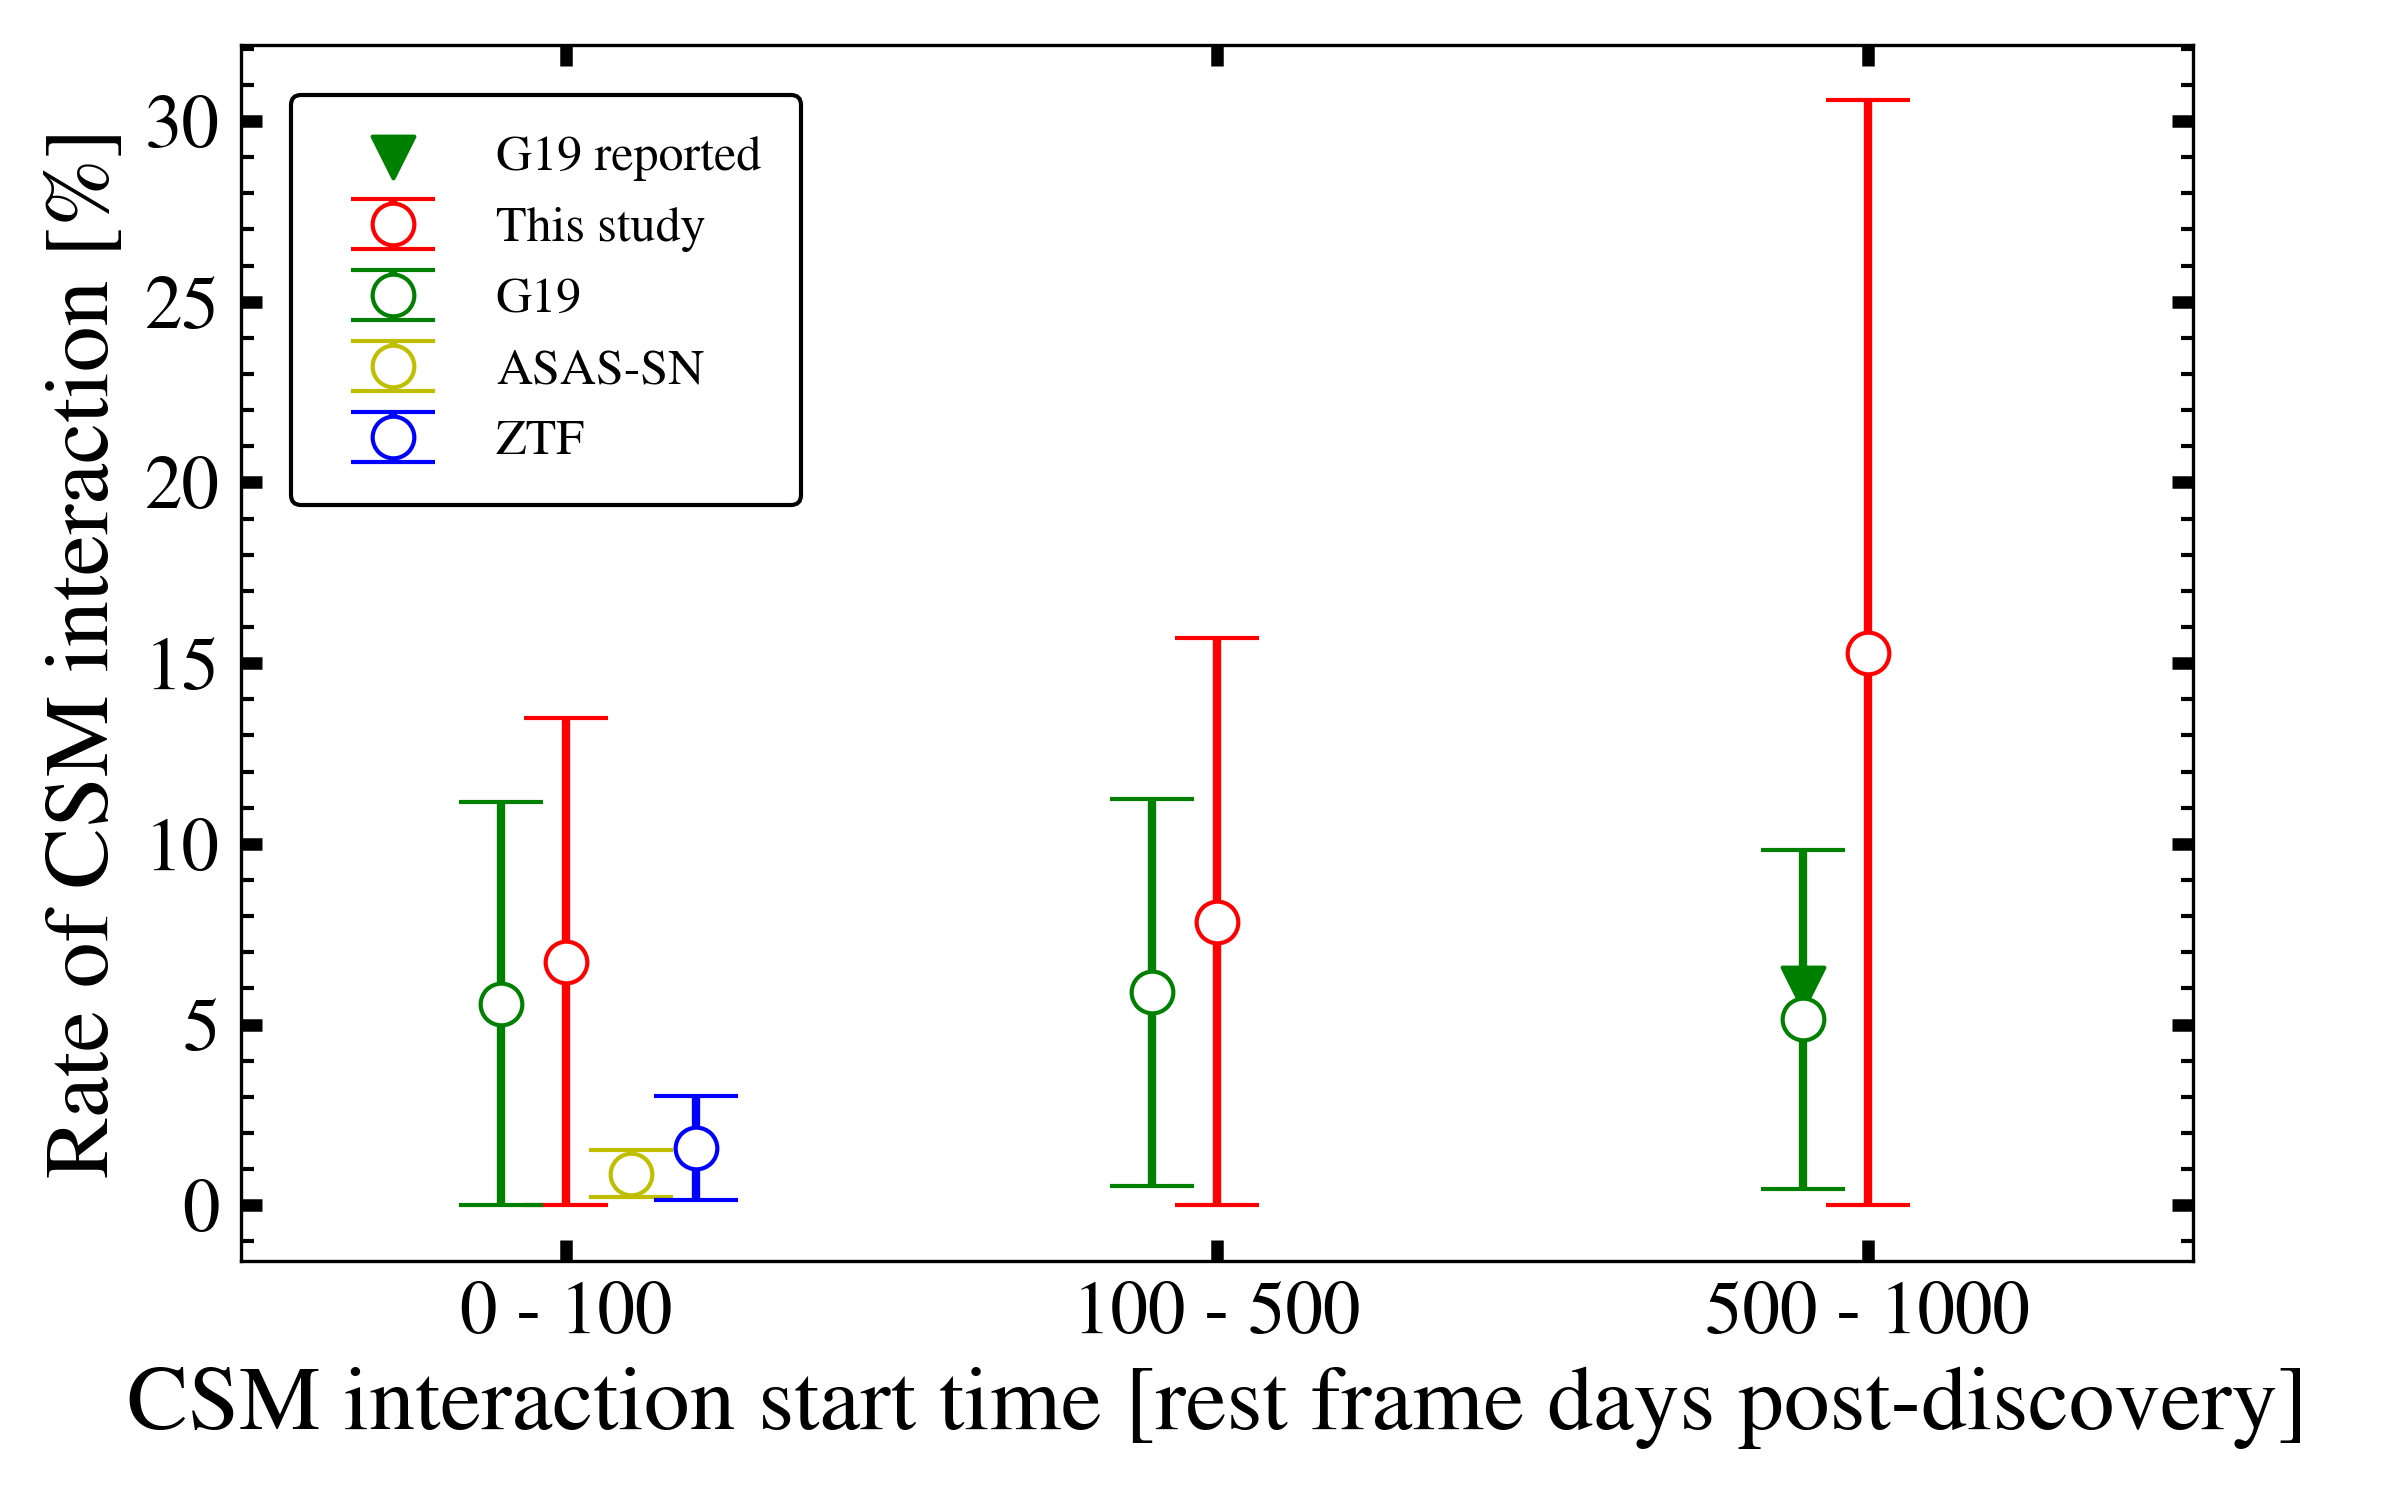 Rate of CSM interaction [%]
30
25
20
15
10
5
0
G19 reported
This study
G19
ASAS-SN
ZTF
0 - 100
100 - 500
500 - 1000
CSM interaction start time [rest frame days post-discovery]